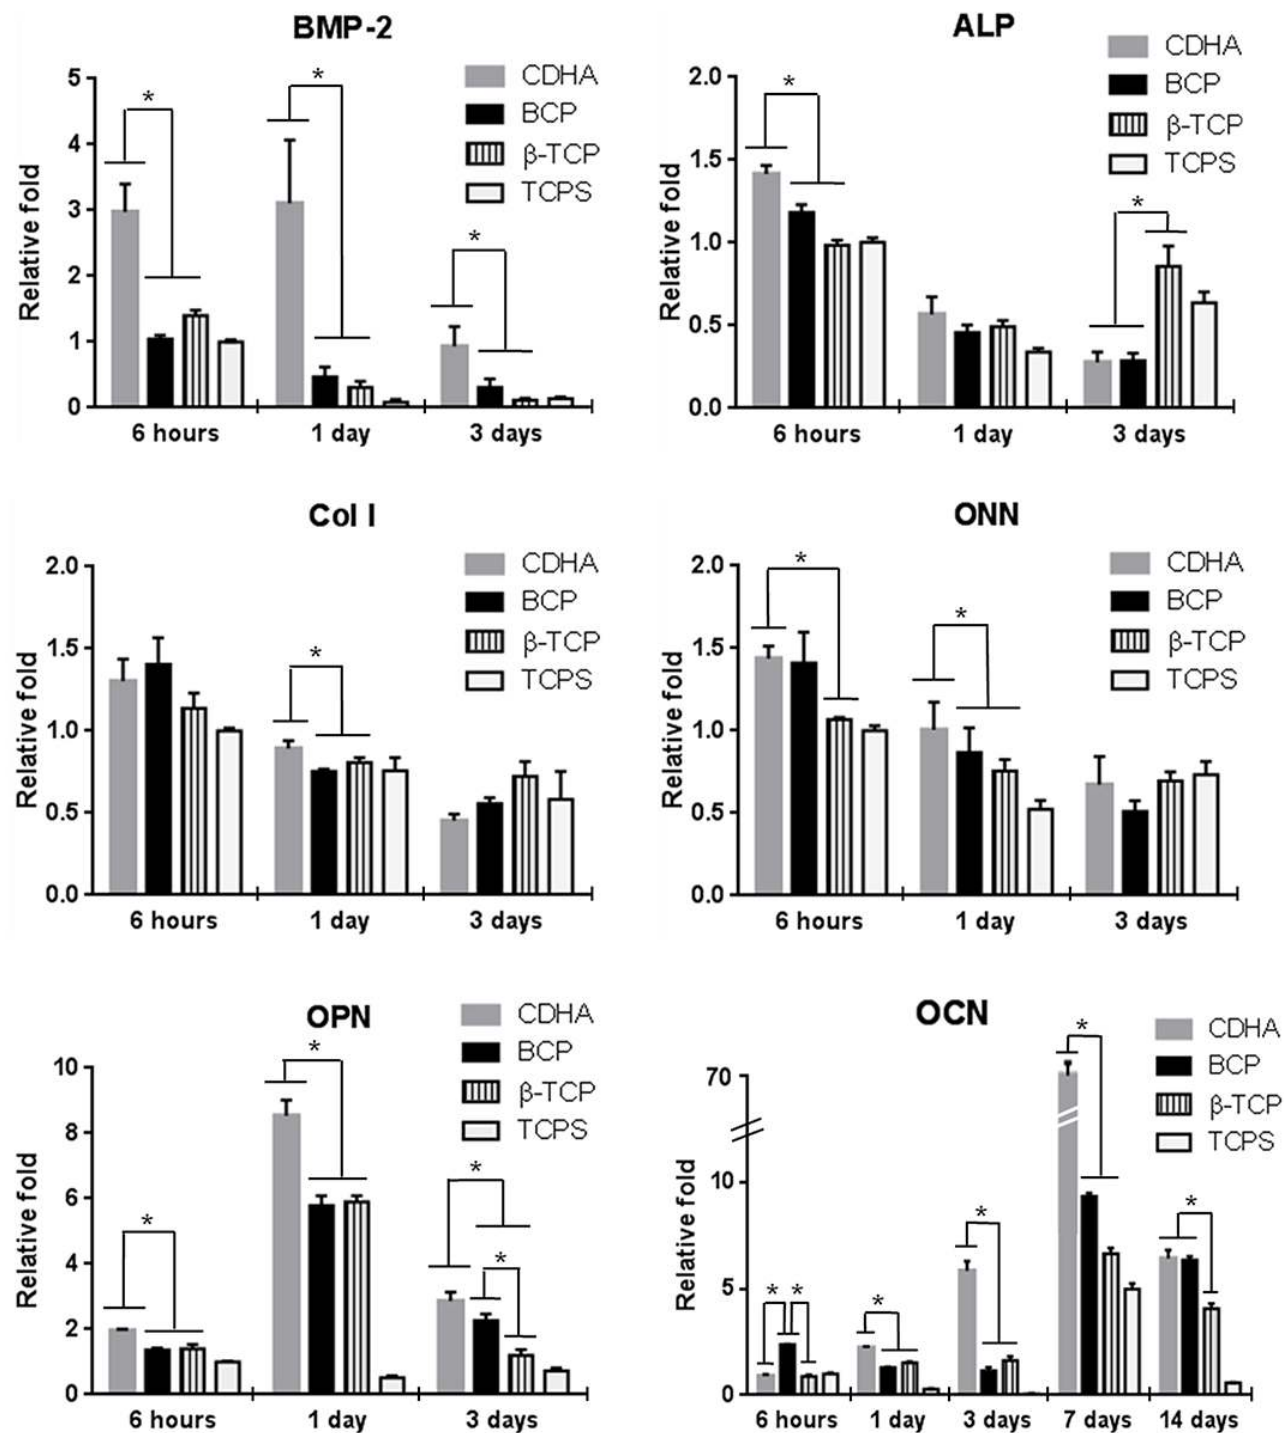 BMP-2
Relative fold
5
4
3
2
1
0
*
*
*
CDHA
BCP
β-TCP
TCPS
6 hours
1 day
3 days
ALP
Relative fold
2.0
1.5
1.0
0.5
0.0
*
*
CDHA
BCP
β-TCP
TCPS
6 hours
1 day
3 days
Col I
Relative fold
2.0
1.5
1.0
0.5
0.0
*
CDHA
BCP
β-TCP
TCPS
6 hours
1 day
3 days
ONN
Relative fold
2.0
1.5
1.0
0.5
0.0
*
*
CDHA
BCP
β-TCP
TCPS
6 hours
1 day
3 days
OPN
Relative fold
10
8
6
4
2
0
*
*
*
*
CDHA
BCP
β-TCP
TCPS
6 hours
1 day
3 days
OCN
Relative fold
70
10
5
0
*
*
*
*
*
*
CDHA
BCP
β-TCP
TCPS
6 hours
1 day
3 days
7 days
14 days